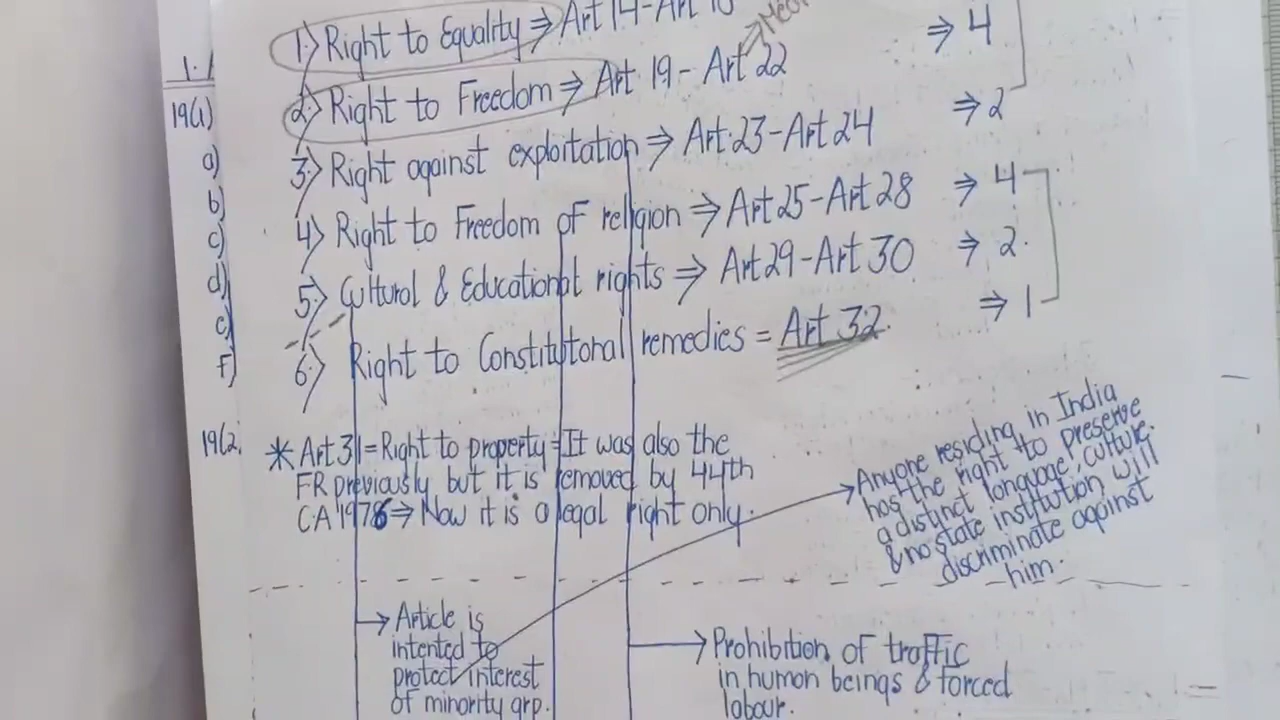 1) Right to Equality ⇒ Art 14-Art 18
⇒ 4
2) Right to Freedom ⇒ Art 19 - Art 22
3) Right against exploitation ⇒ Art.23-Art 24 ⇒ 2
4) Right to Freedom of religion ⇒ Art 25-Art 28 ⇒ 4
5) Cultural & Educational rights ⇒ Art 29-Art 30 ⇒ 2.
6) Right to Constitutonal remedies = Art 32. ⇒ 1
19(1)
a)
b)
c)
d)
e)
f)
19(2.
* Art 31 = Right to property = It was also the
FR previously but it is removed by 44th
CA 1978 ⇒ Now it is a legal right only.
Anyone residing in India
has the right to preserve
a distinct language, culture.
& no state institution will
discriminate against
him.
Article is
intented to
protect interest
of minority grp.
Prohibition of traffic
in human beings & forced
labour.